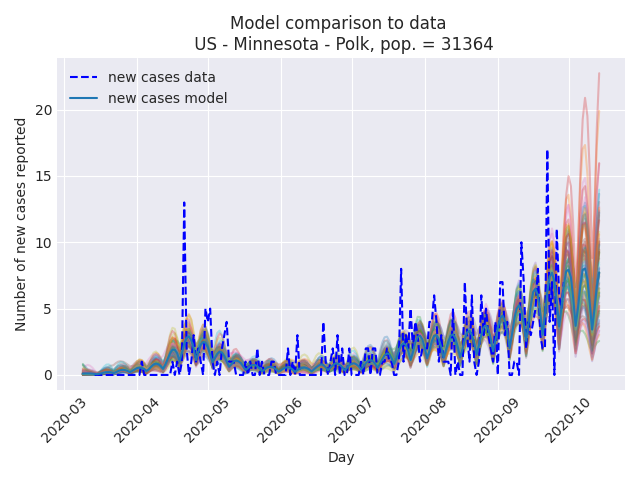 Model comparison to data
US - Minnesota - Polk, pop. = 31364
new cases data
new cases model
Number of new cases reported
20
15
10
5
0
2020-03
2020-04
2020-05
2020-06
2020-07
2020-08
2020-09
2020-10
Day